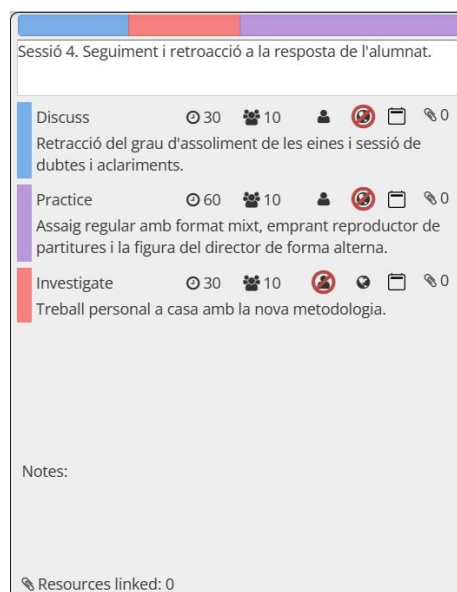 Sessió 4. Seguiment i retroacció a la resposta de l'alumnat.
Discuss 30 10 0
Retracció del grau d'assoliment de les eines i sessió de
dubtes i aclariments.
Practice 60 10 0
Assaig regular amb format mixt, emprant reproductor de
partitures i la figura del director de forma alterna.
Investigate 30 10 0
Treball personal a casa amb la nova metodologia.
Notes:
Resources linked: 0